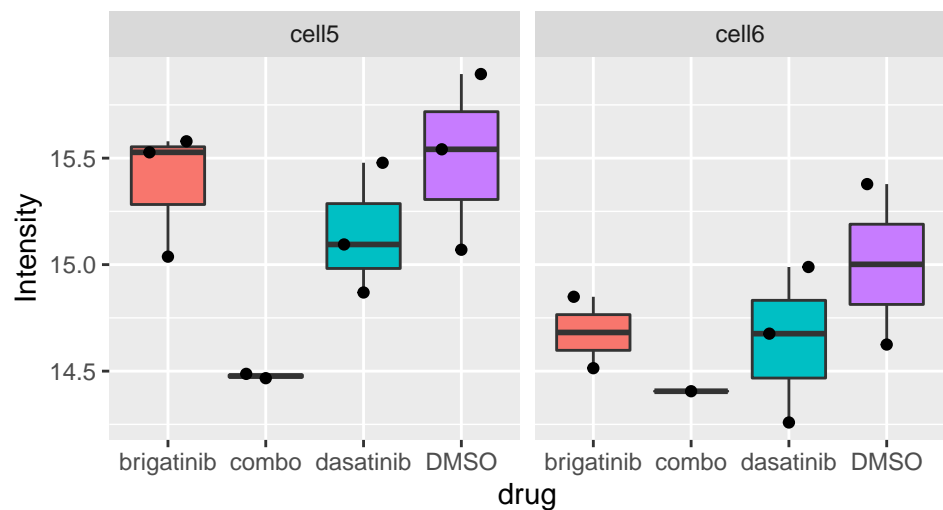 cell5 cell6
Intensity
15.5
15.0
14.5
brigatinib combo dasatinib DMSO brigatinib combo dasatinib DMSO
drug